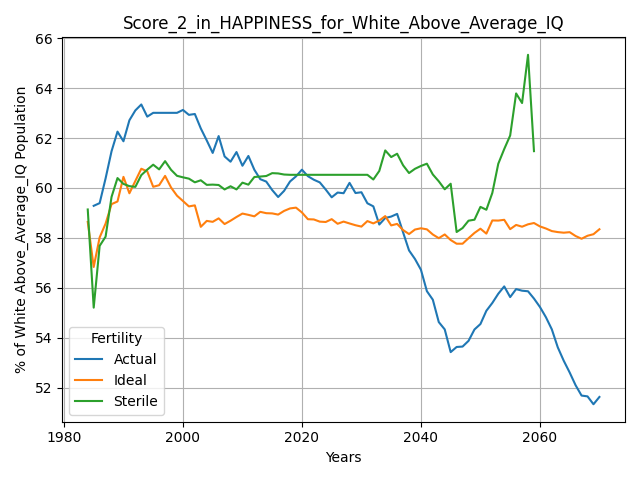 Score_2_in_HAPPINESS_for_White_Above_Average_IQ
% of White Above_Average_IQ Population
66
64
62
60
58
56
54
52
Fertility
Actual
Ideal
Sterile
1980
2000
2020
2040
2060
Years